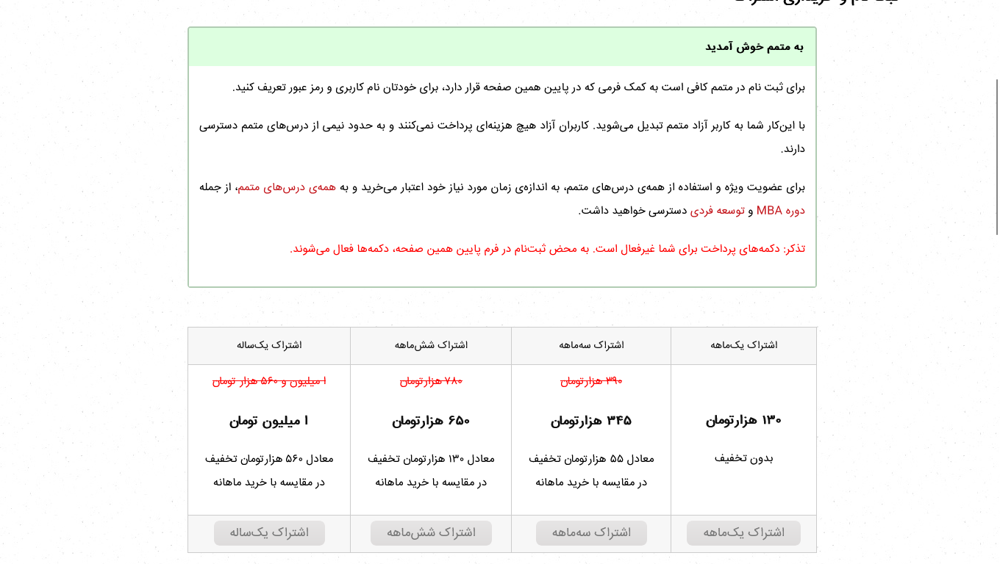 ثبت نام و خریداری اشتراک
به متمم خوش آمدید
برای ثبت نام در متمم کافی است به کمک فرمی که در پایین همین صفحه قرار دارد، برای خودتان نام کاربری و رمز عبور تعریف کنید.
با این‌کار شما به کاربر آزاد متمم تبدیل می‌شوید. کاربران آزاد هیچ هزینه‌ای پرداخت نمی‌کنند و به حدود نیمی از درس‌های متمم دسترسی
دارند.
برای عضویت ویژه و استفاده از همه‌ی درس‌های متمم، به اندازه‌ی زمان مورد نیاز خود اعتبار می‌خرید و به همه‌ی درس‌های متمم، از جمله
دوره MBA و توسعه فردی دسترسی خواهید داشت.
تذکر: دکمه‌های پرداخت برای شما غیرفعال است. به محض ثبت‌نام در فرم پایین همین صفحه، دکمه‌ها فعال می‌شوند.
اشتراک یک‌ماهه
اشتراک سه‌ماهه
اشتراک شش‌ماهه
اشتراک یک‌ساله
۱۳۰ هزارتومان
بدون تخفیف
۳۹۰ هزارتومان
۳۴۵ هزارتومان
معادل ۵۵ هزارتومان تخفیف
در مقایسه با خرید ماهانه
۷۸۰ هزارتومان
۶۵۰ هزارتومان
معادل ۱۳۰ هزارتومان تخفیف
در مقایسه با خرید ماهانه
۱ میلیون و ۵۶۰ هزار تومان
۱ میلیون تومان
معادل ۵۶۰ هزارتومان تخفیف
در مقایسه با خرید ماهانه
اشتراک یک‌ماهه
اشتراک سه‌ماهه
اشتراک شش‌ماهه
اشتراک یک‌ساله